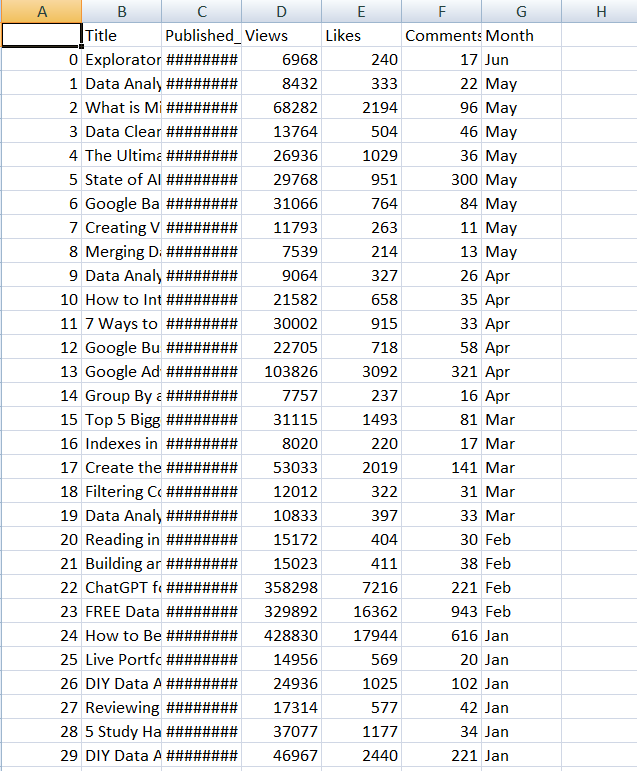 A B C D E F G H
Title Published_ Views Likes Comments Month
0 Explorator ######## 6968 240 17 Jun
1 Data Analy ######## 8432 333 22 May
2 What is Mi ######## 68282 2194 96 May
3 Data Clear ######## 13764 504 46 May
4 The Ultima ######## 26936 1029 36 May
5 State of AI ######## 29768 951 300 May
6 Google Ba ######## 31066 764 84 May
7 Creating V ######## 11793 263 11 May
8 Merging Da ######## 7539 214 13 May
9 Data Analy ######## 9064 327 26 Apr
10 How to Int ######## 21582 658 35 Apr
11 7 Ways to ######## 30002 915 33 Apr
12 Google Bu ######## 22705 718 58 Apr
13 Google Ad ######## 103826 3092 321 Apr
14 Group By a ######## 7757 237 16 Apr
15 Top 5 Bigg ######## 31115 1493 81 Mar
16 Indexes in ######## 8020 220 17 Mar
17 Create the ######## 53033 2019 141 Mar
18 Filtering Co ######## 12012 322 31 Mar
19 Data Analy ######## 10833 397 33 Mar
20 Reading in ######## 15172 404 30 Feb
21 Building ar ######## 15023 411 38 Feb
22 ChatGPT fo ######## 358298 7216 221 Feb
23 FREE Data ######## 329892 16362 943 Feb
24 How to Be ######## 428830 17944 616 Jan
25 Live Portfo ######## 14956 569 20 Jan
26 DIY Data A ######## 24936 1025 102 Jan
27 Reviewing ######## 17314 577 42 Jan
28 5 Study Ha ######## 37077 1177 34 Jan
29 DIY Data A ######## 46967 2440 221 Jan